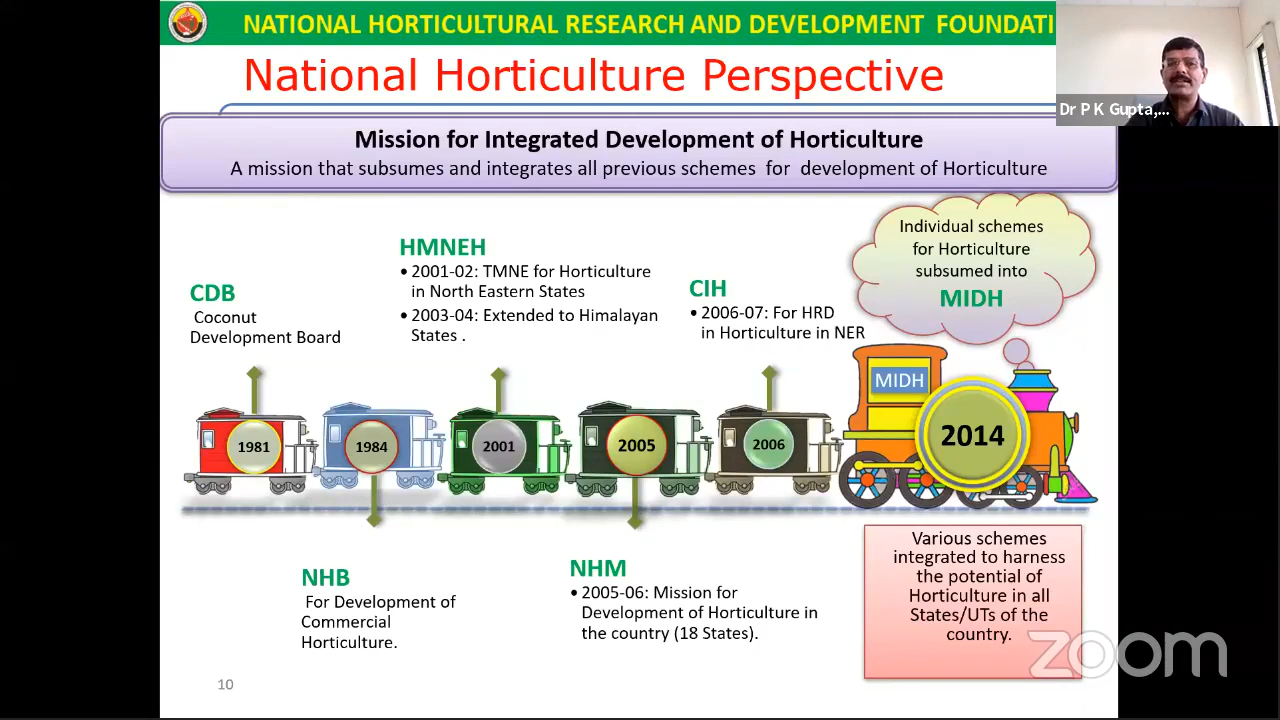 NATIONAL HORTICULTURAL RESEARCH AND DEVELOPMENT FOUNDATI
National Horticulture Perspective
Dr P K Gupta,...
Mission for Integrated Development of Horticulture
A mission that subsumes and integrates all previous schemes for development of Horticulture
CDB
Coconut
Development Board
HMNEH
• 2001-02: TMNE for Horticulture
in North Eastern States
• 2003-04: Extended to Himalayan
States .
CIH
• 2006-07: For HRD
in Horticulture in NER
Individual schemes
for Horticulture
subsumed into
MIDH
MIDH
1981
1984
2001
2005
2006
2014
NHB
For Development of
Commercial
Horticulture.
NHM
• 2005-06: Mission for
Development of Horticulture in
the country (18 States).
Various schemes
integrated to harness
the potential of
Horticulture in all
States/UTs of the
country.
zoom
10